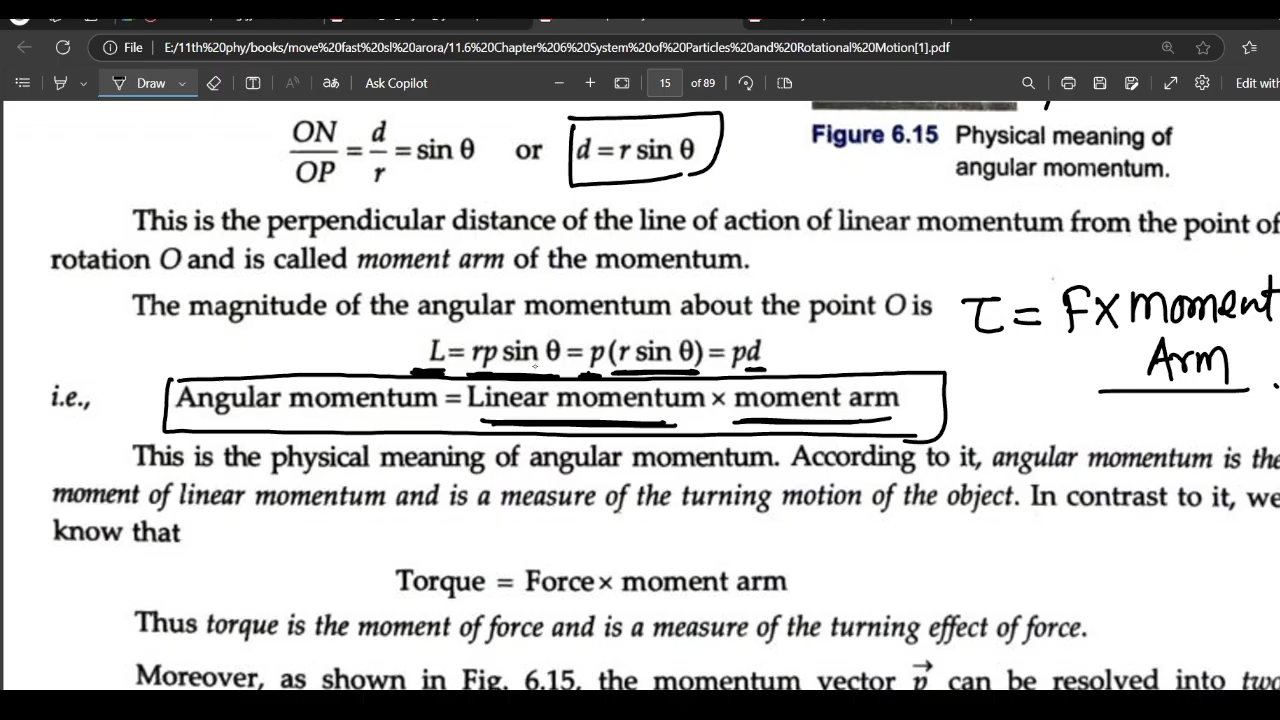 File E:/11th%20phy/books/move%20fast%20sl%20arora/11.6%20Chapter%206%20System%20of%20Particles%20and%20Rotational%20Motion[1].pdf
Draw Ask Copilot 15 of 89 Edit with
ON/OP = d/r = sin θ or d = r sin θ
Figure 6.15 Physical meaning of
angular momentum.
This is the perpendicular distance of the line of action of linear momentum from the point of
rotation O and is called moment arm of the momentum.
The magnitude of the angular momentum about the point O is
τ = F× moment
Arm
L = rp sin θ = p (r sin θ) = pd
i.e., Angular momentum = Linear momentum × moment arm
This is the physical meaning of angular momentum. According to it, angular momentum is the
moment of linear momentum and is a measure of the turning motion of the object. In contrast to it, we
know that
Torque = Force × moment arm
Thus torque is the moment of force and is a measure of the turning effect of force.
Moreover, as shown in Fig. 6.15, the momentum vector p⃗ can be resolved into two